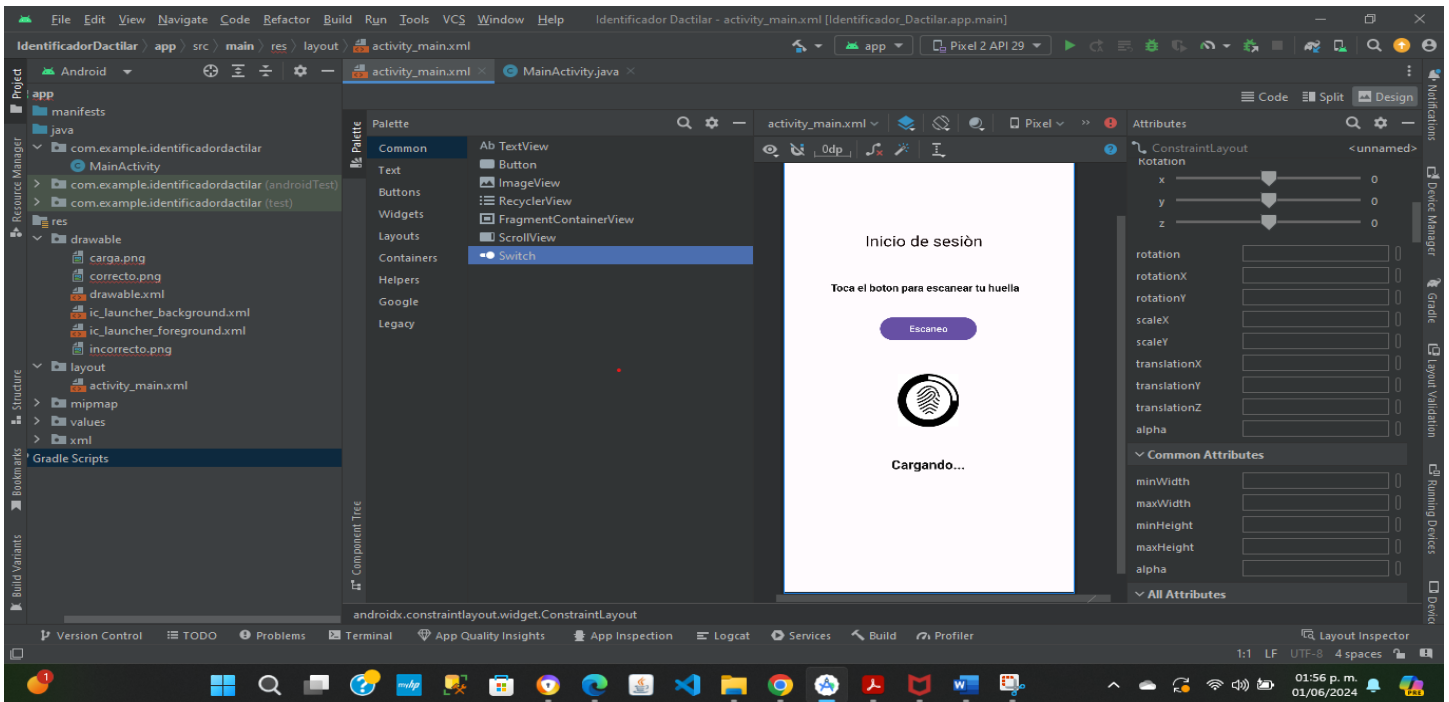 File Edit View Navigate Code Refactor Build Run Tools VCS Window Help Identificador Dactilar - activity_main.xml [Identificador_Dactilar.app.main]
IdentificadorDactilar app src main res layout activity_main.xml app Pixel 2 API 29
Android activity_main.xml MainActivity.java
Code Split Design
Project
Resource Manager
Structure
Bookmarks
Build Variants
app
manifests
java
com.example.identificadordactilar
MainActivity
com.example.identificadordactilar (androidTest)
com.example.identificadordactilar (test)
res
drawable
carga.png
correcto.png
drawable.xml
ic_launcher_background.xml
ic_launcher_foreground.xml
incorrecto.png
layout
activity_main.xml
mipmap
values
xml
Gradle Scripts
Palette
Component Tree
Palette
Common
Text
Buttons
Widgets
Layouts
Containers
Helpers
Google
Legacy
Ab TextView
Button
ImageView
RecyclerView
FragmentContainerView
ScrollView
Switch
activity_main.xml Pixel
0dp
Inicio de sesiòn
Toca el boton para escanear tu huella
Escaneo
Cargando...
Attributes
ConstraintLayout <unnamed>
Rotation
x 0
y 0
z 0
rotation
rotationX
rotationY
scaleX
scaleY
translationX
translationY
translationZ
alpha
Common Attributes
minWidth
maxWidth
minHeight
maxHeight
alpha
All Attributes
Notifications
Device Manager
Gradle
Layout Validation
Running Devices
androidx.constraintlayout.widget.ConstraintLayout
Version Control TODO Problems Terminal App Quality Insights App Inspection Logcat Services Build Profiler Layout Inspector
1:1 LF UTF-8 4 spaces
1 mhp PRE
01:56 p. m.
01/06/2024